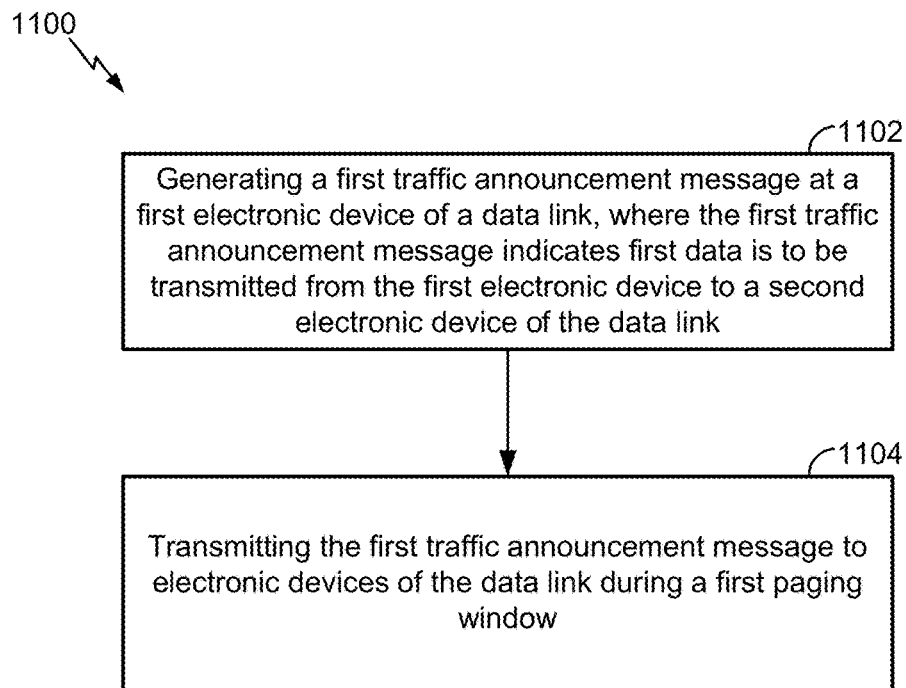 1100
1102
Generating a first traffic announcement message at a
first electronic device of a data link, where the first traffic
announcement message indicates first data is to be
transmitted from the first electronic device to a second
electronic device of the data link
1104
Transmitting the first traffic announcement message to
electronic devices of the data link during a first paging
window